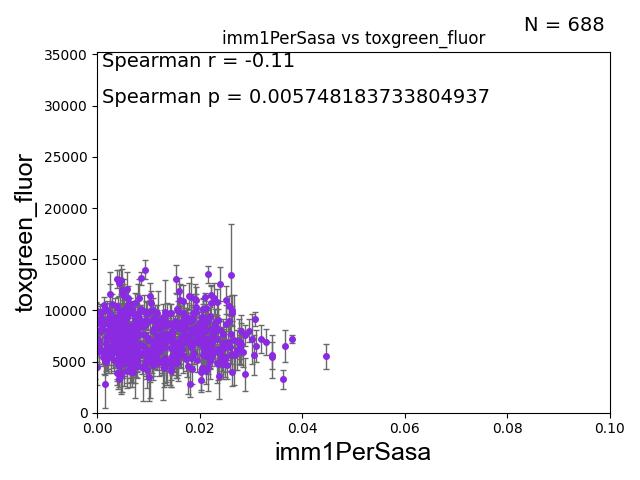 N = 688
imm1PerSasa vs toxgreen_fluor
Spearman r = -0.11
Spearman p = 0.005748183733804937
35000
30000
25000
20000
15000
10000
5000
0
toxgreen_fluor
0.00 0.02 0.04 0.06 0.08 0.10
imm1PerSasa